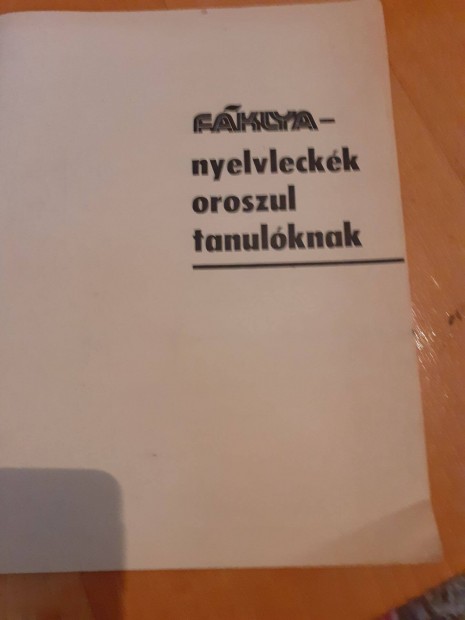 FÁKLYA–
nyelvleckék
oroszul
tanulóknak